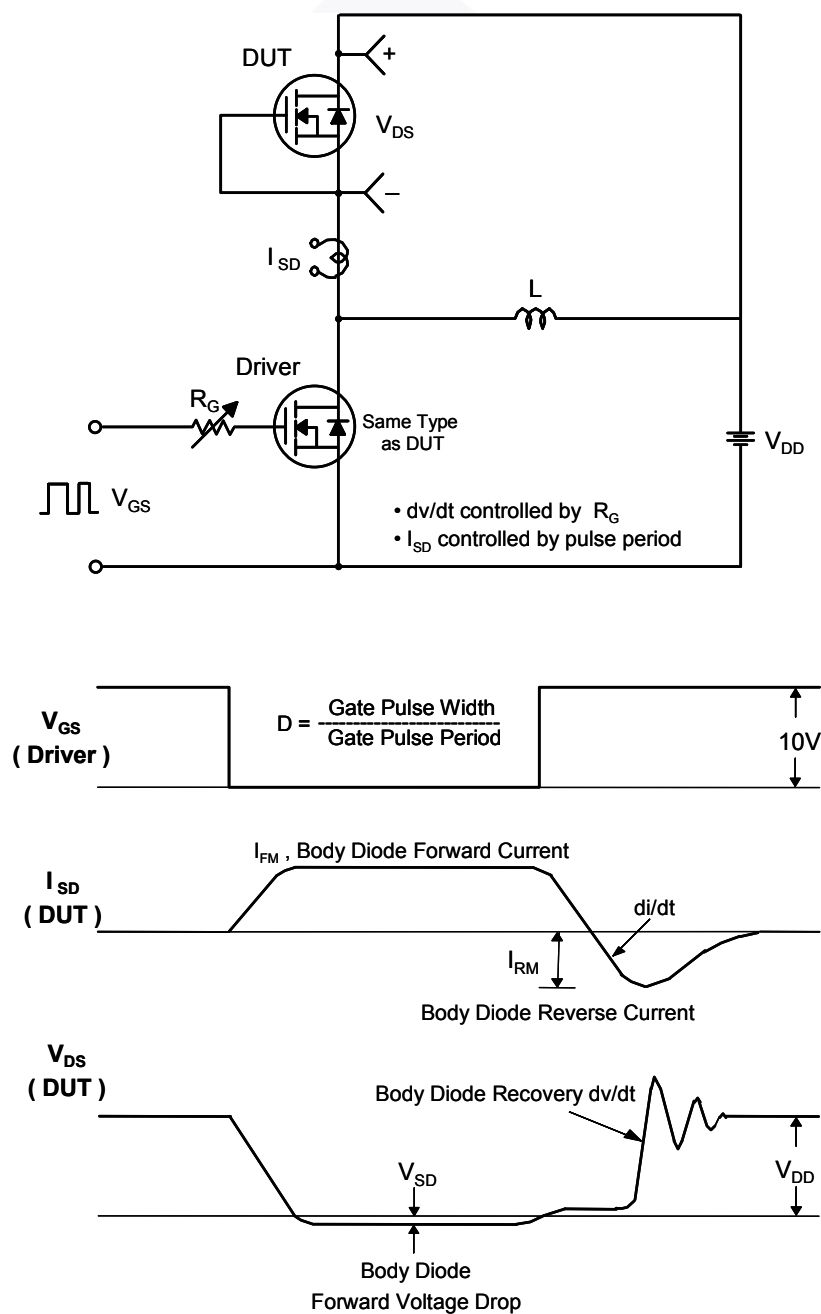 DUT
+
V_DS
–
I_SD
L
Driver
R_G
Same Type
as DUT
V_DD
V_GS
• dv/dt controlled by R_G
• I_SD controlled by pulse period
V_GS
( Driver )
D = Gate Pulse Width
Gate Pulse Period
10V
I_FM , Body Diode Forward Current
I_SD
( DUT )
di/dt
I_RM
Body Diode Reverse Current
V_DS
( DUT )
Body Diode Recovery dv/dt
V_SD
V_DD
Body Diode
Forward Voltage Drop